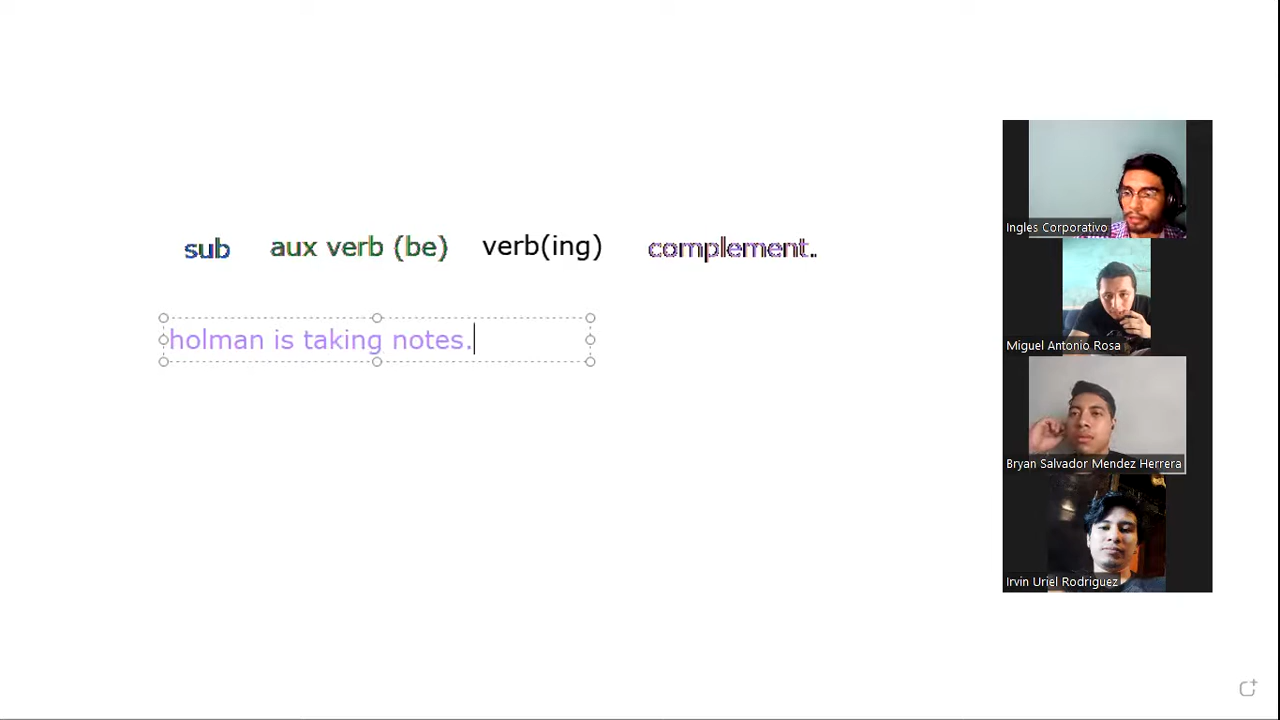 sub aux verb (be) verb(ing) complement.
holman is taking notes.
Ingles Corporativo
Miguel Antonio Rosa
Bryan Salvador Mendez Herrera
Irvin Uriel Rodriguez